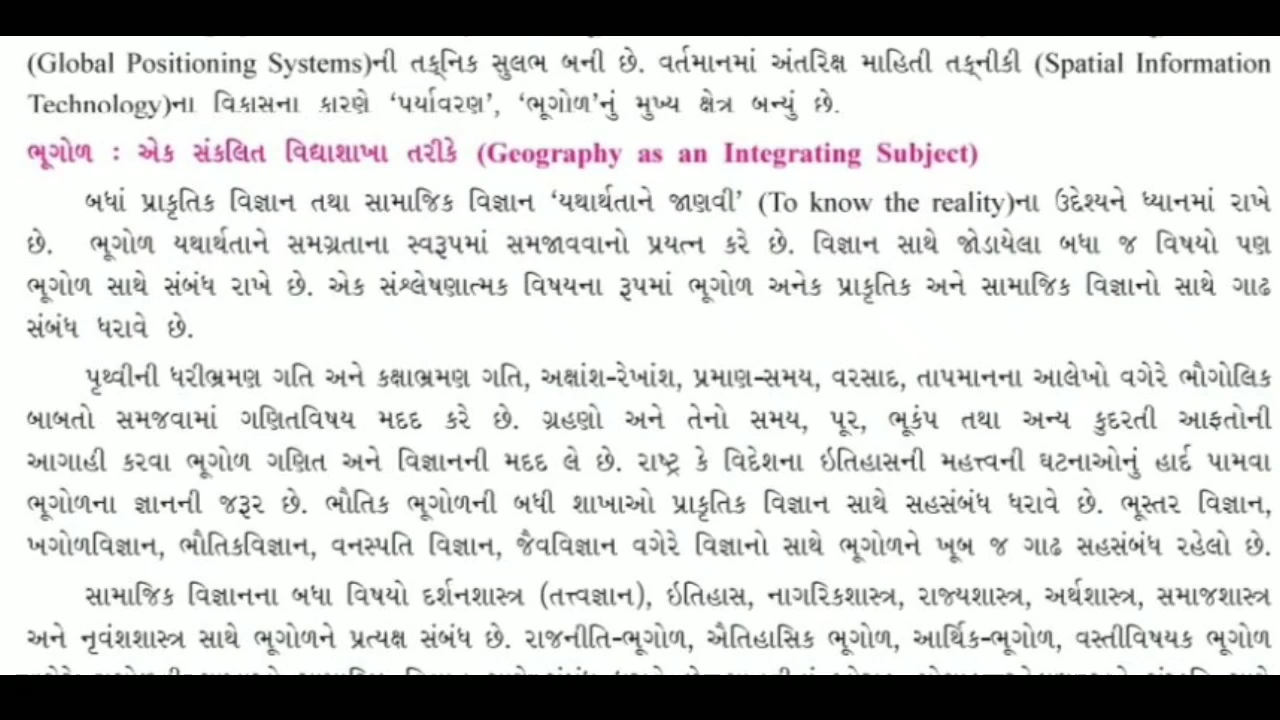 (Global Positioning Systems)ની તક્નિક સુલભ બની છે. વર્તમાનમાં અંતરિક્ષ માહિતી તક્નીકી (Spatial Information
Technology)ના વિકાસના કારણે ‘પર્યાવરણ’, ‘ભૂગોળ’નું મુખ્ય ક્ષેત્ર બન્યું છે.
ભૂગોળ : એક સંકલિત વિદ્યાશાખા તરીકે (Geography as an Integrating Subject)
બધાં પ્રાકૃતિક વિજ્ઞાન તથા સામાજિક વિજ્ઞાન ‘યથાર્થતાને જાણવી’ (To know the reality)ના ઉદ્દેશ્યને ધ્યાનમાં રાખે
છે. ભૂગોળ યથાર્થતાને સમગ્રતાના સ્વરૂપમાં સમજાવવાનો પ્રયત્ન કરે છે. વિજ્ઞાન સાથે જોડાયેલા બધા જ વિષયો પણ
ભૂગોળ સાથે સંબંધ રાખે છે. એક સંશ્લેષણાત્મક વિષયના રૂપમાં ભૂગોળ અનેક પ્રાકૃતિક અને સામાજિક વિજ્ઞાનો સાથે ગાઢ
સંબંધ ધરાવે છે.
પૃથ્વીની ધરીભ્રમણ ગતિ અને કક્ષાભ્રમણ ગતિ, અક્ષાંશ-રેખાંશ, પ્રમાણ-સમય, વરસાદ, તાપમાનના આલેખો વગેરે ભૌગોલિક
બાબતો સમજવામાં ગણિતવિષય મદદ કરે છે. ગ્રહણો અને તેનો સમય, પૂર, ભૂકંપ તથા અન્ય કુદરતી આફતોની
આગાહી કરવા ભૂગોળ ગણિત અને વિજ્ઞાનની મદદ લે છે. રાષ્ટ્ર કે વિદેશના ઇતિહાસની મહત્ત્વની ઘટનાઓનું હાર્દ પામવા
ભૂગોળના જ્ઞાનની જરૂર છે. ભૌતિક ભૂગોળની બધી શાખાઓ પ્રાકૃતિક વિજ્ઞાન સાથે સહસંબંધ ધરાવે છે. ભૂસ્તર વિજ્ઞાન,
ખગોળવિજ્ઞાન, ભૌતિકવિજ્ઞાન, વનસ્પતિ વિજ્ઞાન, જૈવવિજ્ઞાન વગેરે વિજ્ઞાનો સાથે ભૂગોળને ખૂબ જ ગાઢ સહસંબંધ રહેલો છે.
સામાજિક વિજ્ઞાનના બધા વિષયો દર્શનશાસ્ત્ર (તત્ત્વજ્ઞાન), ઇતિહાસ, નાગરિકશાસ્ત્ર, રાજ્યશાસ્ત્ર, અર્થશાસ્ત્ર, સમાજશાસ્ત્ર
અને નૃવંશશાસ્ત્ર સાથે ભૂગોળને પ્રત્યક્ષ સંબંધ છે. રાજનીતિ-ભૂગોળ, ઐતિહાસિક ભૂગોળ, આર્થિક-ભૂગોળ, વસ્તીવિષયક ભૂગોળ